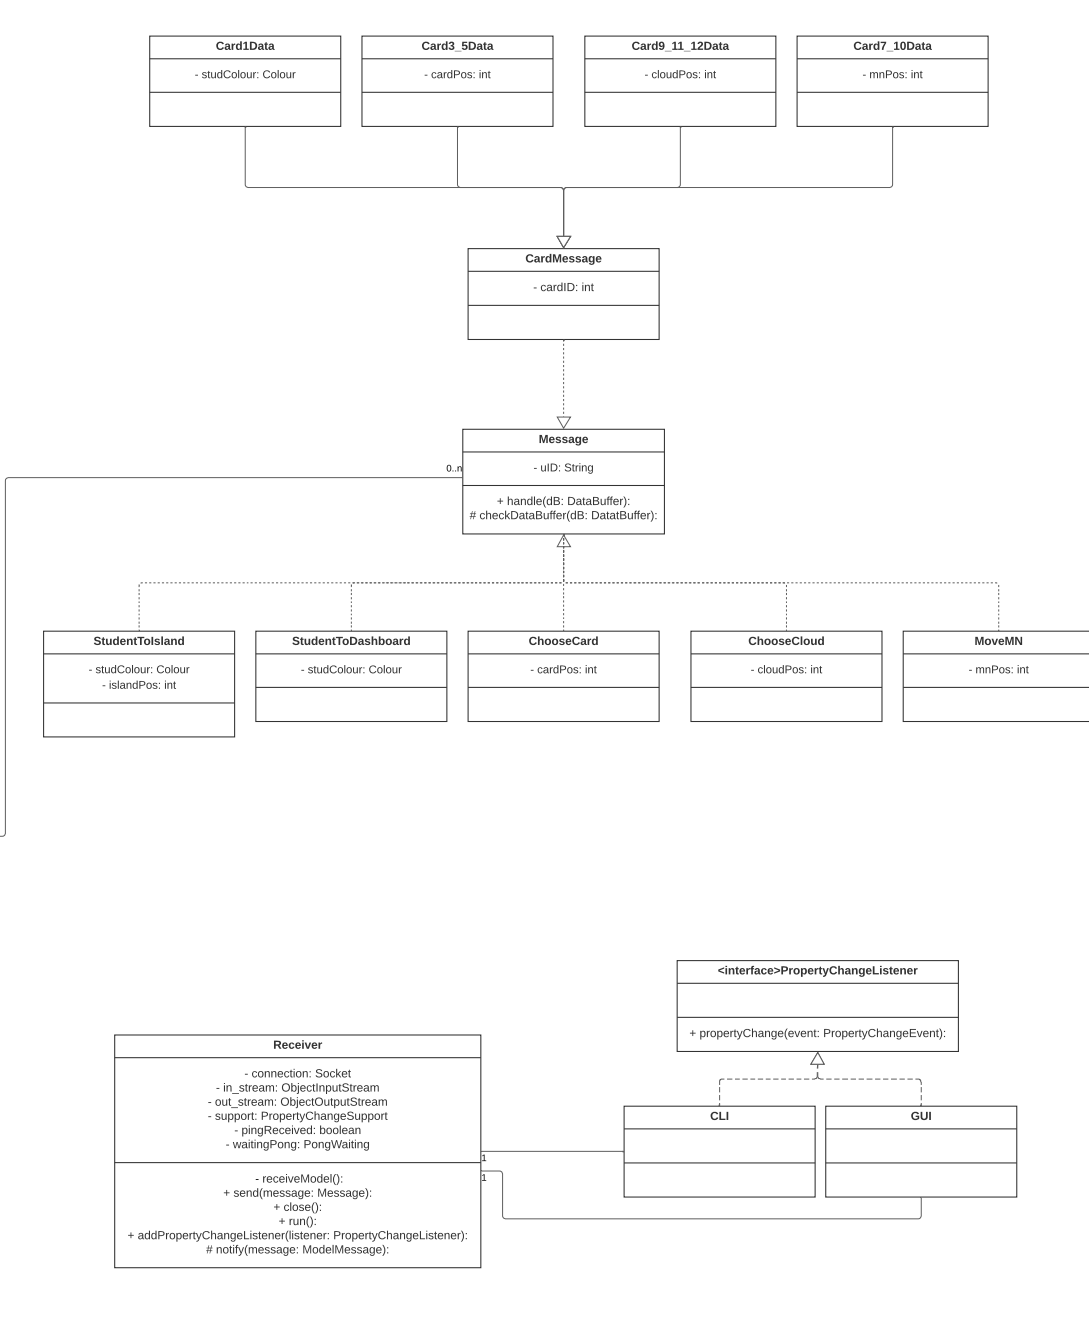 Card1Data
- studColour: Colour
Card3_5Data
- cardPos: int
Card9_11_12Data
- cloudPos: int
Card7_10Data
- mnPos: int
CardMessage
- cardID: int
Message
0..n
- uID: String
+ handle(dB: DataBuffer):
# checkDataBuffer(dB: DatatBuffer):
StudentToIsland
- studColour: Colour
- islandPos: int
StudentToDashboard
- studColour: Colour
ChooseCard
- cardPos: int
ChooseCloud
- cloudPos: int
MoveMN
- mnPos: int
<interface>PropertyChangeListener
+ propertyChange(event: PropertyChangeEvent):
Receiver
- connection: Socket
- in_stream: ObjectInputStream
- out_stream: ObjectOutputStream
- support: PropertyChangeSupport
- pingReceived: boolean
- waitingPong: PongWaiting
- receiveModel():
+ send(message: Message):
+ close():
+ run():
+ addPropertyChangeListener(listener: PropertyChangeListener):
# notify(message: ModelMessage):
1
1
CLI
GUI